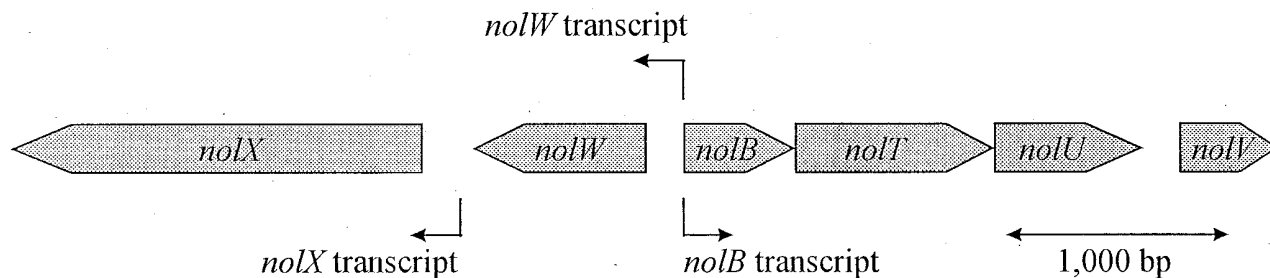 nolW transcript
nolX nolW nolB nolT nolU nolV
nolX transcript nolB transcript 1,000 bp